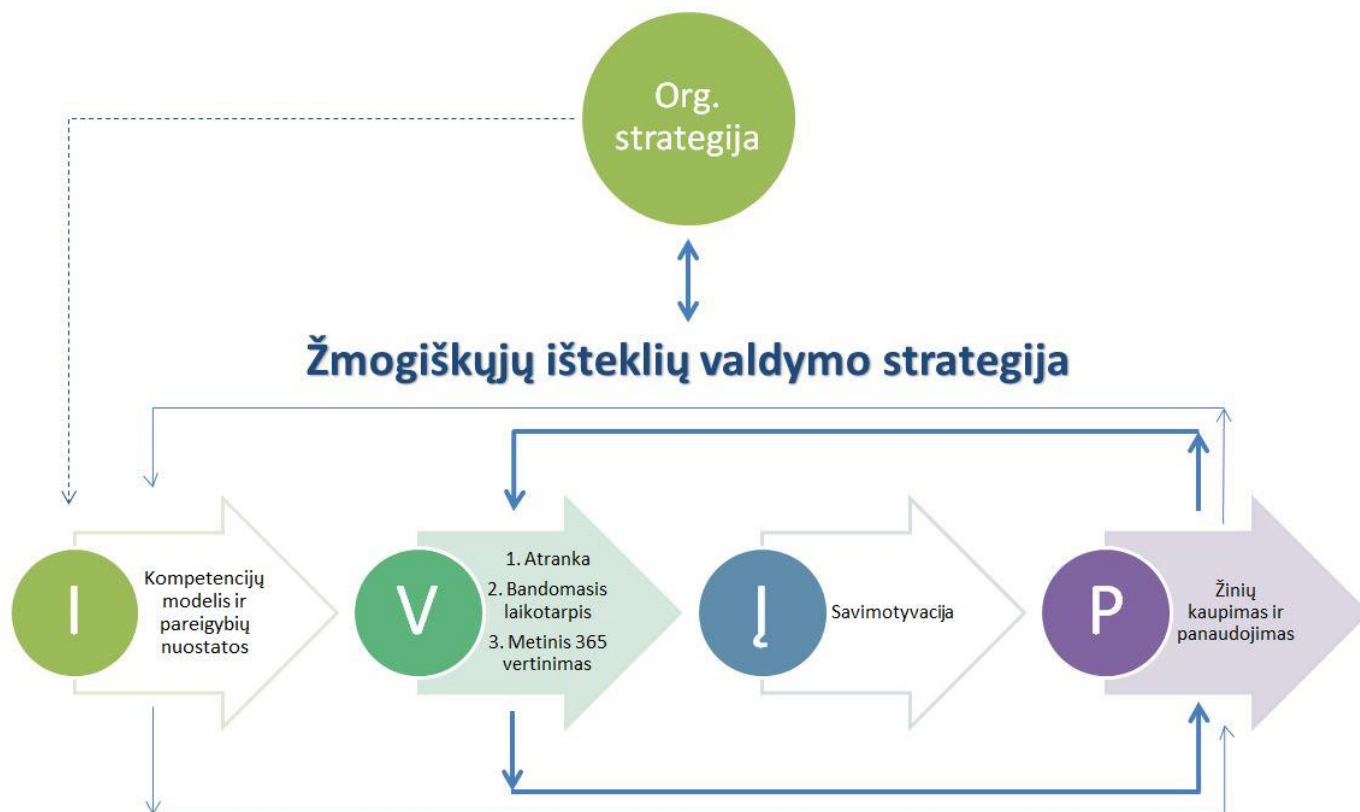 Org.
strategija
Žmogiškųjų išteklių valdymo strategija
I
Kompetencijų
modelis ir
pareigybių
nuostatos
V
1. Atranka
2. Bandomasis
laikotarpis
3. Metinis 365
vertinimas
Į
Savimotyvacija
P
Žinių
kaupimas ir
panaudojimas